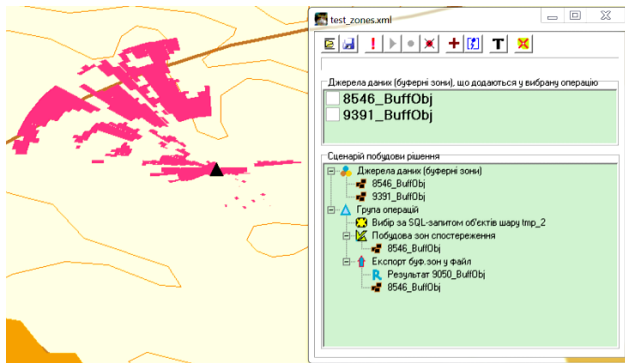 test_zones.xml
T
Джерела даних (буферні зони), що додаються у вибрану операцію
8546_BuffObj
9391_BuffObj
Сценарій побудови рішення
Джерела даних (буферні зони)
8546_BuffObj
9391_BuffObj
Група операцій
Вибір за SQL-запитом об'єктів шару tmp_2
Побудова зон спостереження
8546_BuffObj
Експорт буф.зон у файл
R Результат 9050_BuffObj
8546_BuffObj